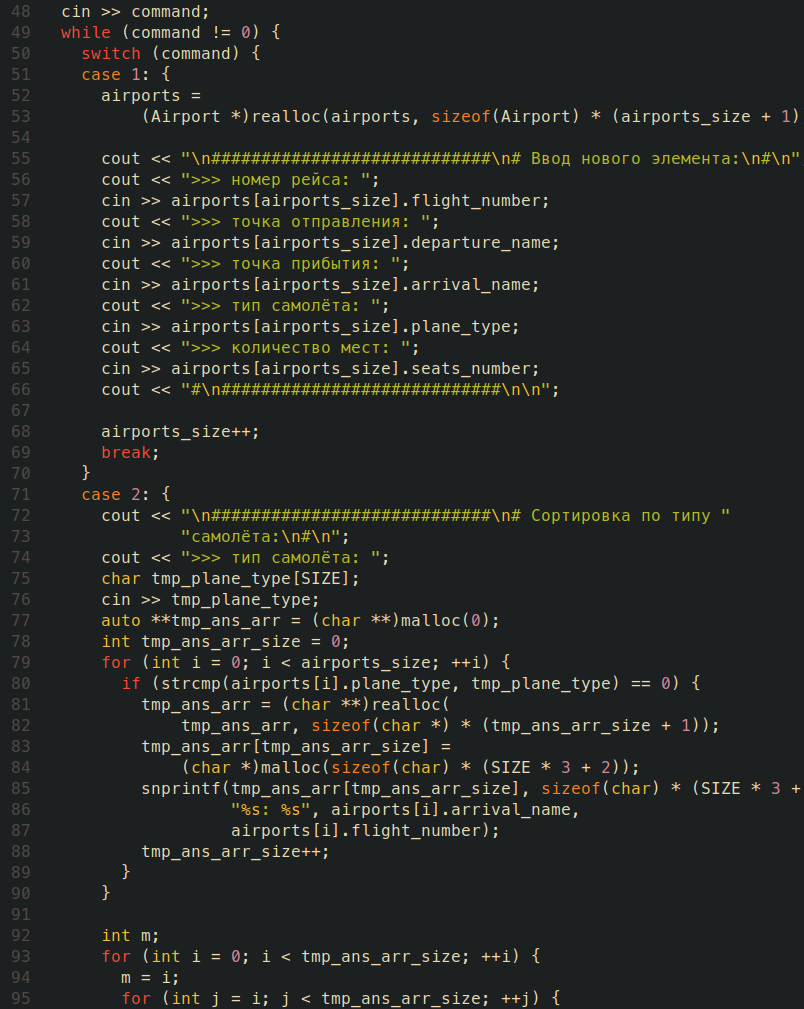 48 cin >> command;
49 while (command != 0) {
50 switch (command) {
51 case 1: {
52 airports =
53 (Airport *)realloc(airports, sizeof(Airport) * (airports_size + 1)
54
55 cout << "\n############################\n# Ввод нового элемента:\n#\n"
56 cout << ">>> номер рейса: ";
57 cin >> airports[airports_size].flight_number;
58 cout << ">>> точка отправления: ";
59 cin >> airports[airports_size].departure_name;
60 cout << ">>> точка прибытия: ";
61 cin >> airports[airports_size].arrival_name;
62 cout << ">>> тип самолёта: ";
63 cin >> airports[airports_size].plane_type;
64 cout << ">>> количество мест: ";
65 cin >> airports[airports_size].seats_number;
66 cout << "#\n############################\n\n";
67
68 airports_size++;
69 break;
70 }
71 case 2: {
72 cout << "\n############################\n# Сортировка по типу "
73 "самолёта:\n#\n";
74 cout << ">>> тип самолёта: ";
75 char tmp_plane_type[SIZE];
76 cin >> tmp_plane_type;
77 auto **tmp_ans_arr = (char **)malloc(0);
78 int tmp_ans_arr_size = 0;
79 for (int i = 0; i < airports_size; ++i) {
80 if (strcmp(airports[i].plane_type, tmp_plane_type) == 0) {
81 tmp_ans_arr = (char **)realloc(
82 tmp_ans_arr, sizeof(char *) * (tmp_ans_arr_size + 1));
83 tmp_ans_arr[tmp_ans_arr_size] =
84 (char *)malloc(sizeof(char) * (SIZE * 3 + 2));
85 snprintf(tmp_ans_arr[tmp_ans_arr_size], sizeof(char) * (SIZE * 3 +
86 "%s: %s", airports[i].arrival_name,
87 airports[i].flight_number);
88 tmp_ans_arr_size++;
89 }
90 }
91
92 int m;
93 for (int i = 0; i < tmp_ans_arr_size; ++i) {
94 m = i;
95 for (int j = i; j < tmp_ans_arr_size; ++j) {